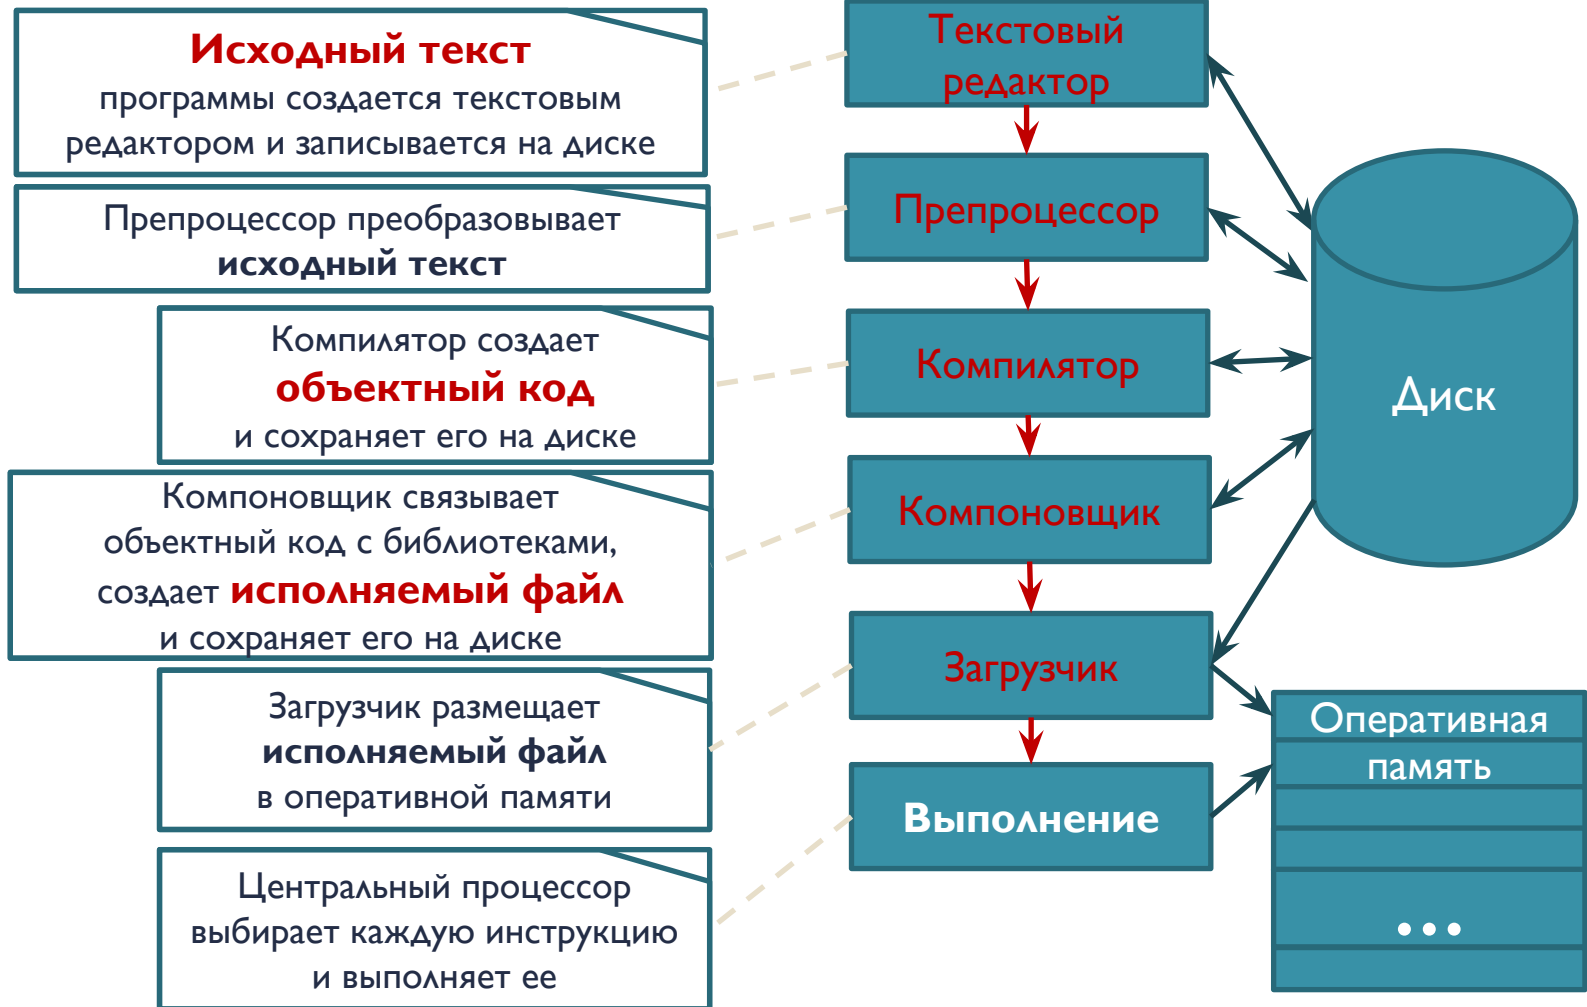 Исходный текст
программы создается текстовым
редактором и записывается на диске
Текстовый
редактор
Препроцессор преобразовывает
исходный текст
Препроцессор
Компилятор создает
объектный код
и сохраняет его на диске
Компилятор
Диск
Компоновщик связывает
объектный код с библиотеками,
создает исполняемый файл
и сохраняет его на диске
Компоновщик
Загрузчик размещает
исполняемый файл
в оперативной памяти
Загрузчик
Оперативная
память
...
Центральный процессор
выбирает каждую инструкцию
и выполняет ее
Выполнение